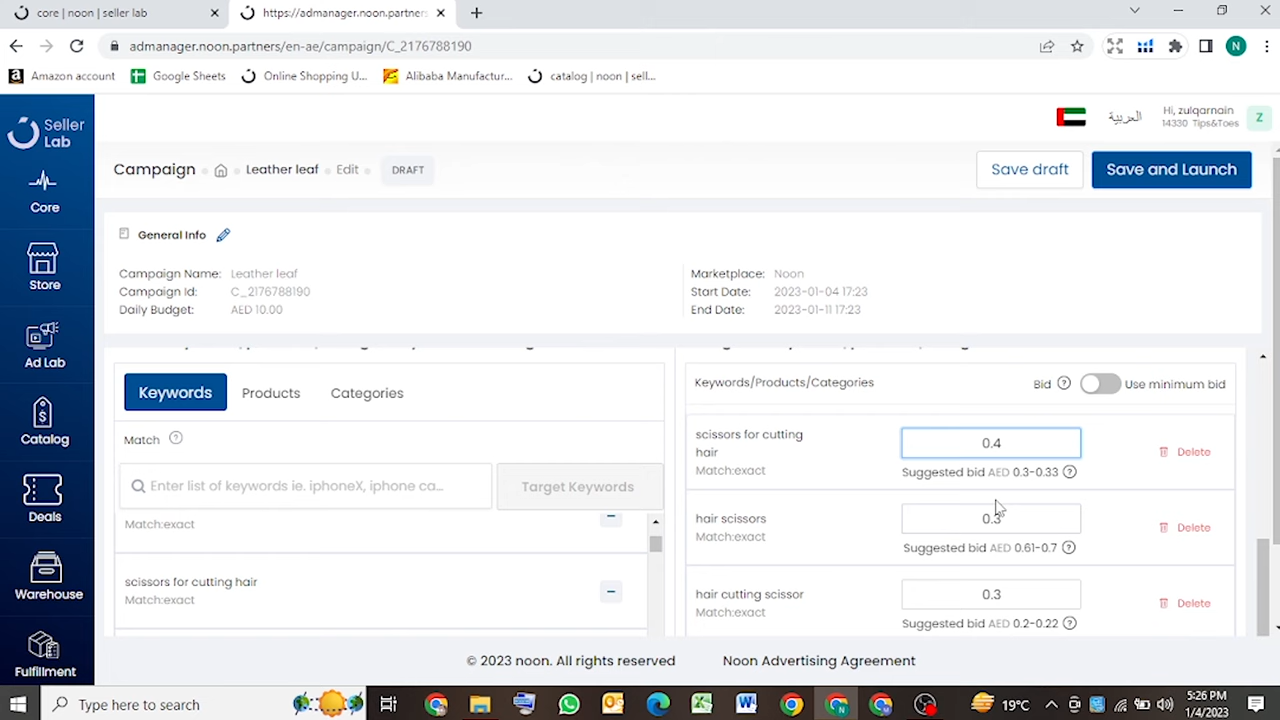 core | noon | seller lab
https://admanager.noon.partners
admanager.noon.partners/en-ae/campaign/C_2176788190
N
Amazon account
Google Sheets
Online Shopping U...
Alibaba Manufactur...
catalog | noon | sell...
Seller Lab
العربية
Hi, zulqarnain
14330 Tips&Toes
Z
Campaign
Leather leaf
Edit
DRAFT
Save draft
Save and Launch
Core
Store
Ad Lab
Catalog
Deals
Warehouse
Fulfillment
General Info
Campaign Name: Leather leaf
Campaign Id: C_2176788190
Daily Budget: AED 10.00
Marketplace: Noon
Start Date: 2023-01-04 17:23
End Date: 2023-01-11 17:23
Keywords
Products
Categories
Match
Enter list of keywords ie. iphoneX, iphone ca...
Target Keywords
Match:exact
scissors for cutting hair
Match:exact
Keywords/Products/Categories
Bid
Use minimum bid
scissors for cutting
hair
Match:exact
0.4
Suggested bid AED 0.3-0.33
Delete
hair scissors
Match:exact
0.3
Suggested bid AED 0.61-0.7
Delete
hair cutting scissor
Match:exact
0.3
Suggested bid AED 0.2-0.22
Delete
© 2023 noon. All rights reserved
Noon Advertising Agreement
Type here to search
19°C
5:26 PM
1/4/2023